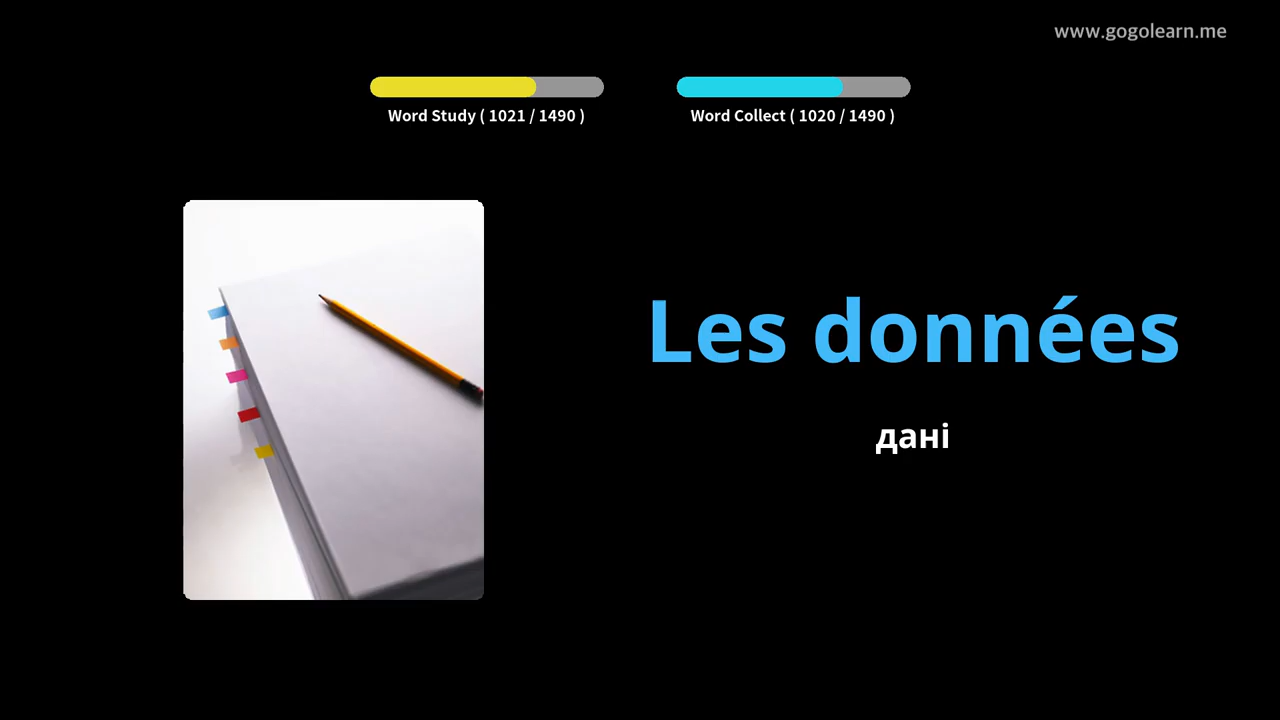 www.gogolearn.me
Word Study ( 1021 / 1490 )
Word Collect ( 1020 / 1490 )
Les données
дані